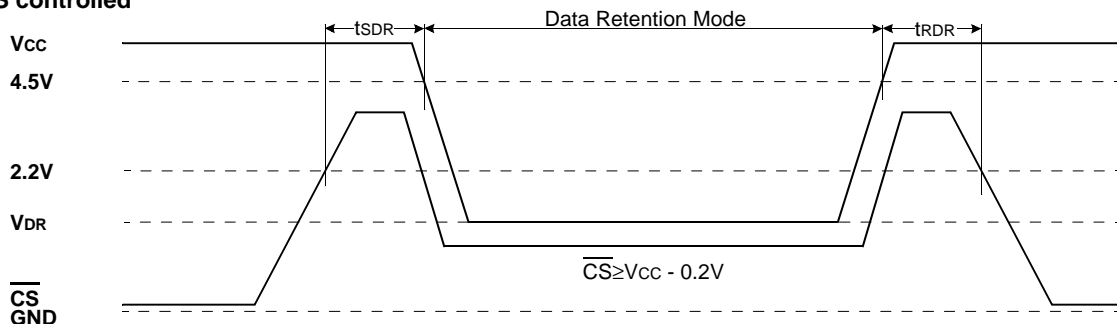 S controlled
tSDR
Data Retention Mode
tRDR
VCC
4.5V
2.2V
VDR
CS≥VCC - 0.2V
CS
GND